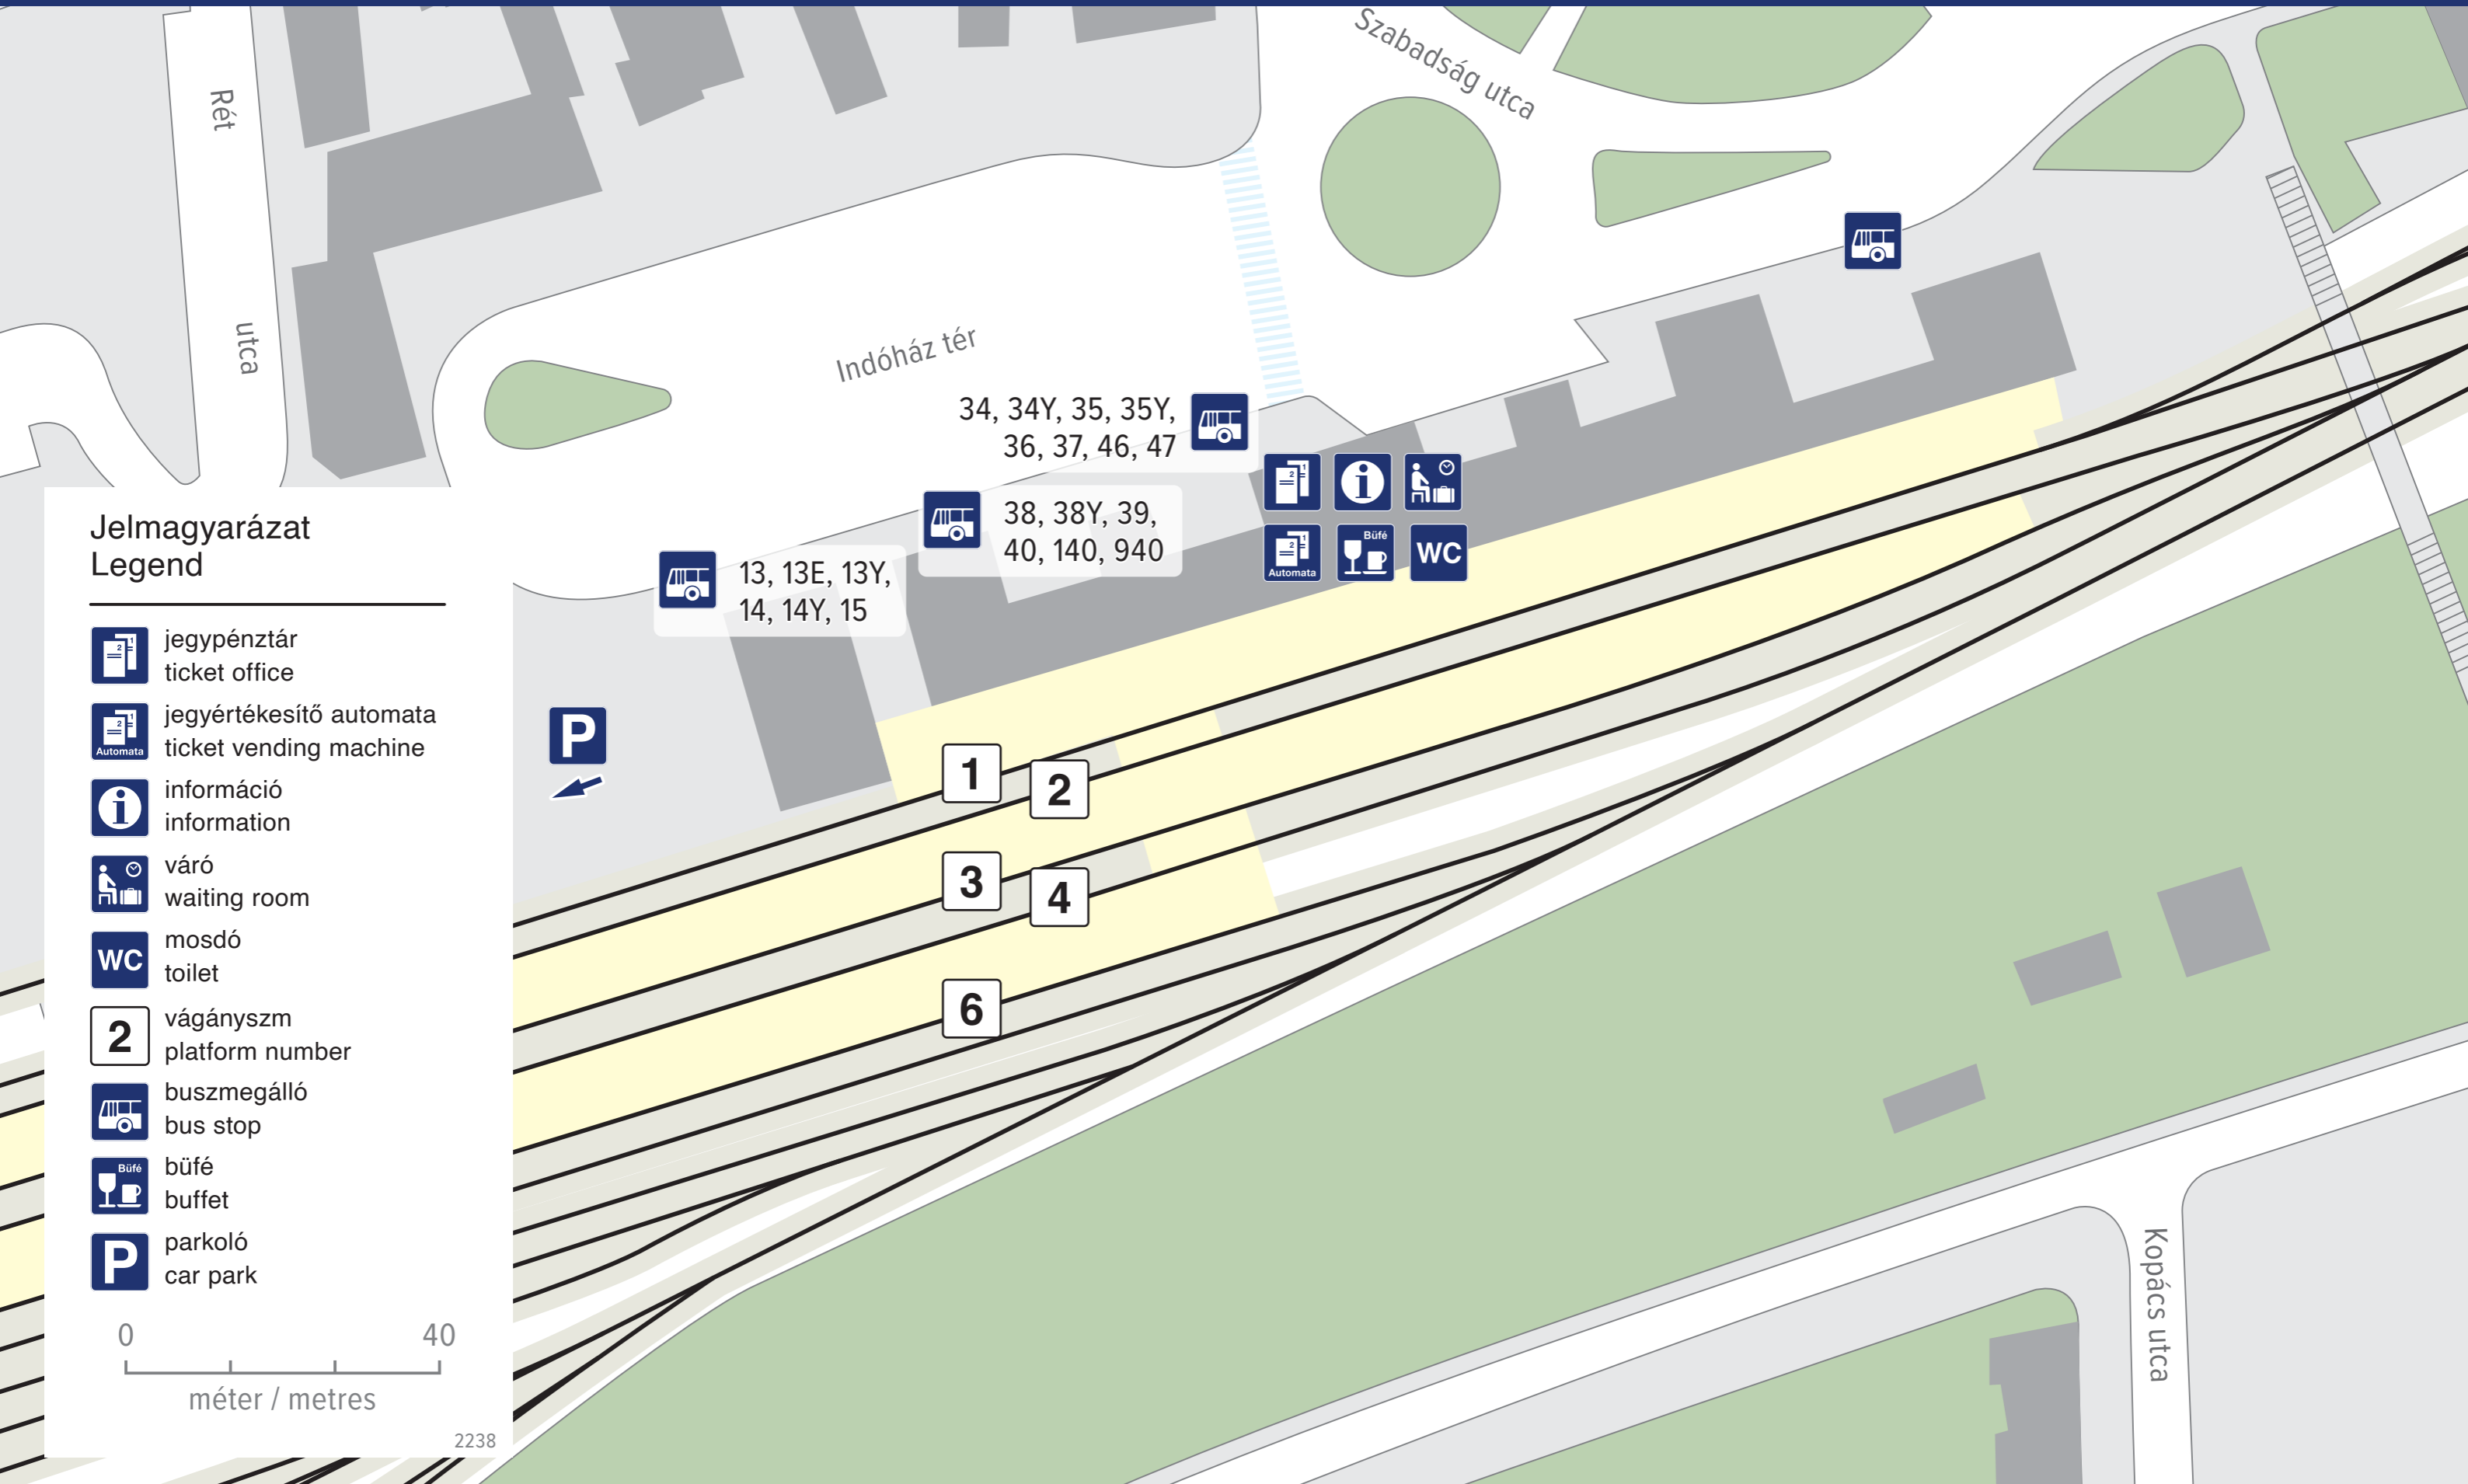 Szabadság utca
Rét
utca
Indóház tér
34, 34Y, 35, 35Y,
36, 37, 46, 47
38, 38Y, 39,
40, 140, 940
13, 13E, 13Y,
14, 14Y, 15
Automata
Büfé
WC
P
1
2
3
4
6
Kopács utca
Jelmagyarázat
Legend
jegypénztár
ticket office
Automata
jegyértékesítő automata
ticket vending machine
i
információ
information
váró
waiting room
WC
mosdó
toilet
2
vágányszm
platform number
buszmegálló
bus stop
Büfé
büfé
buffet
P
parkoló
car park
0 40
méter / metres
2238